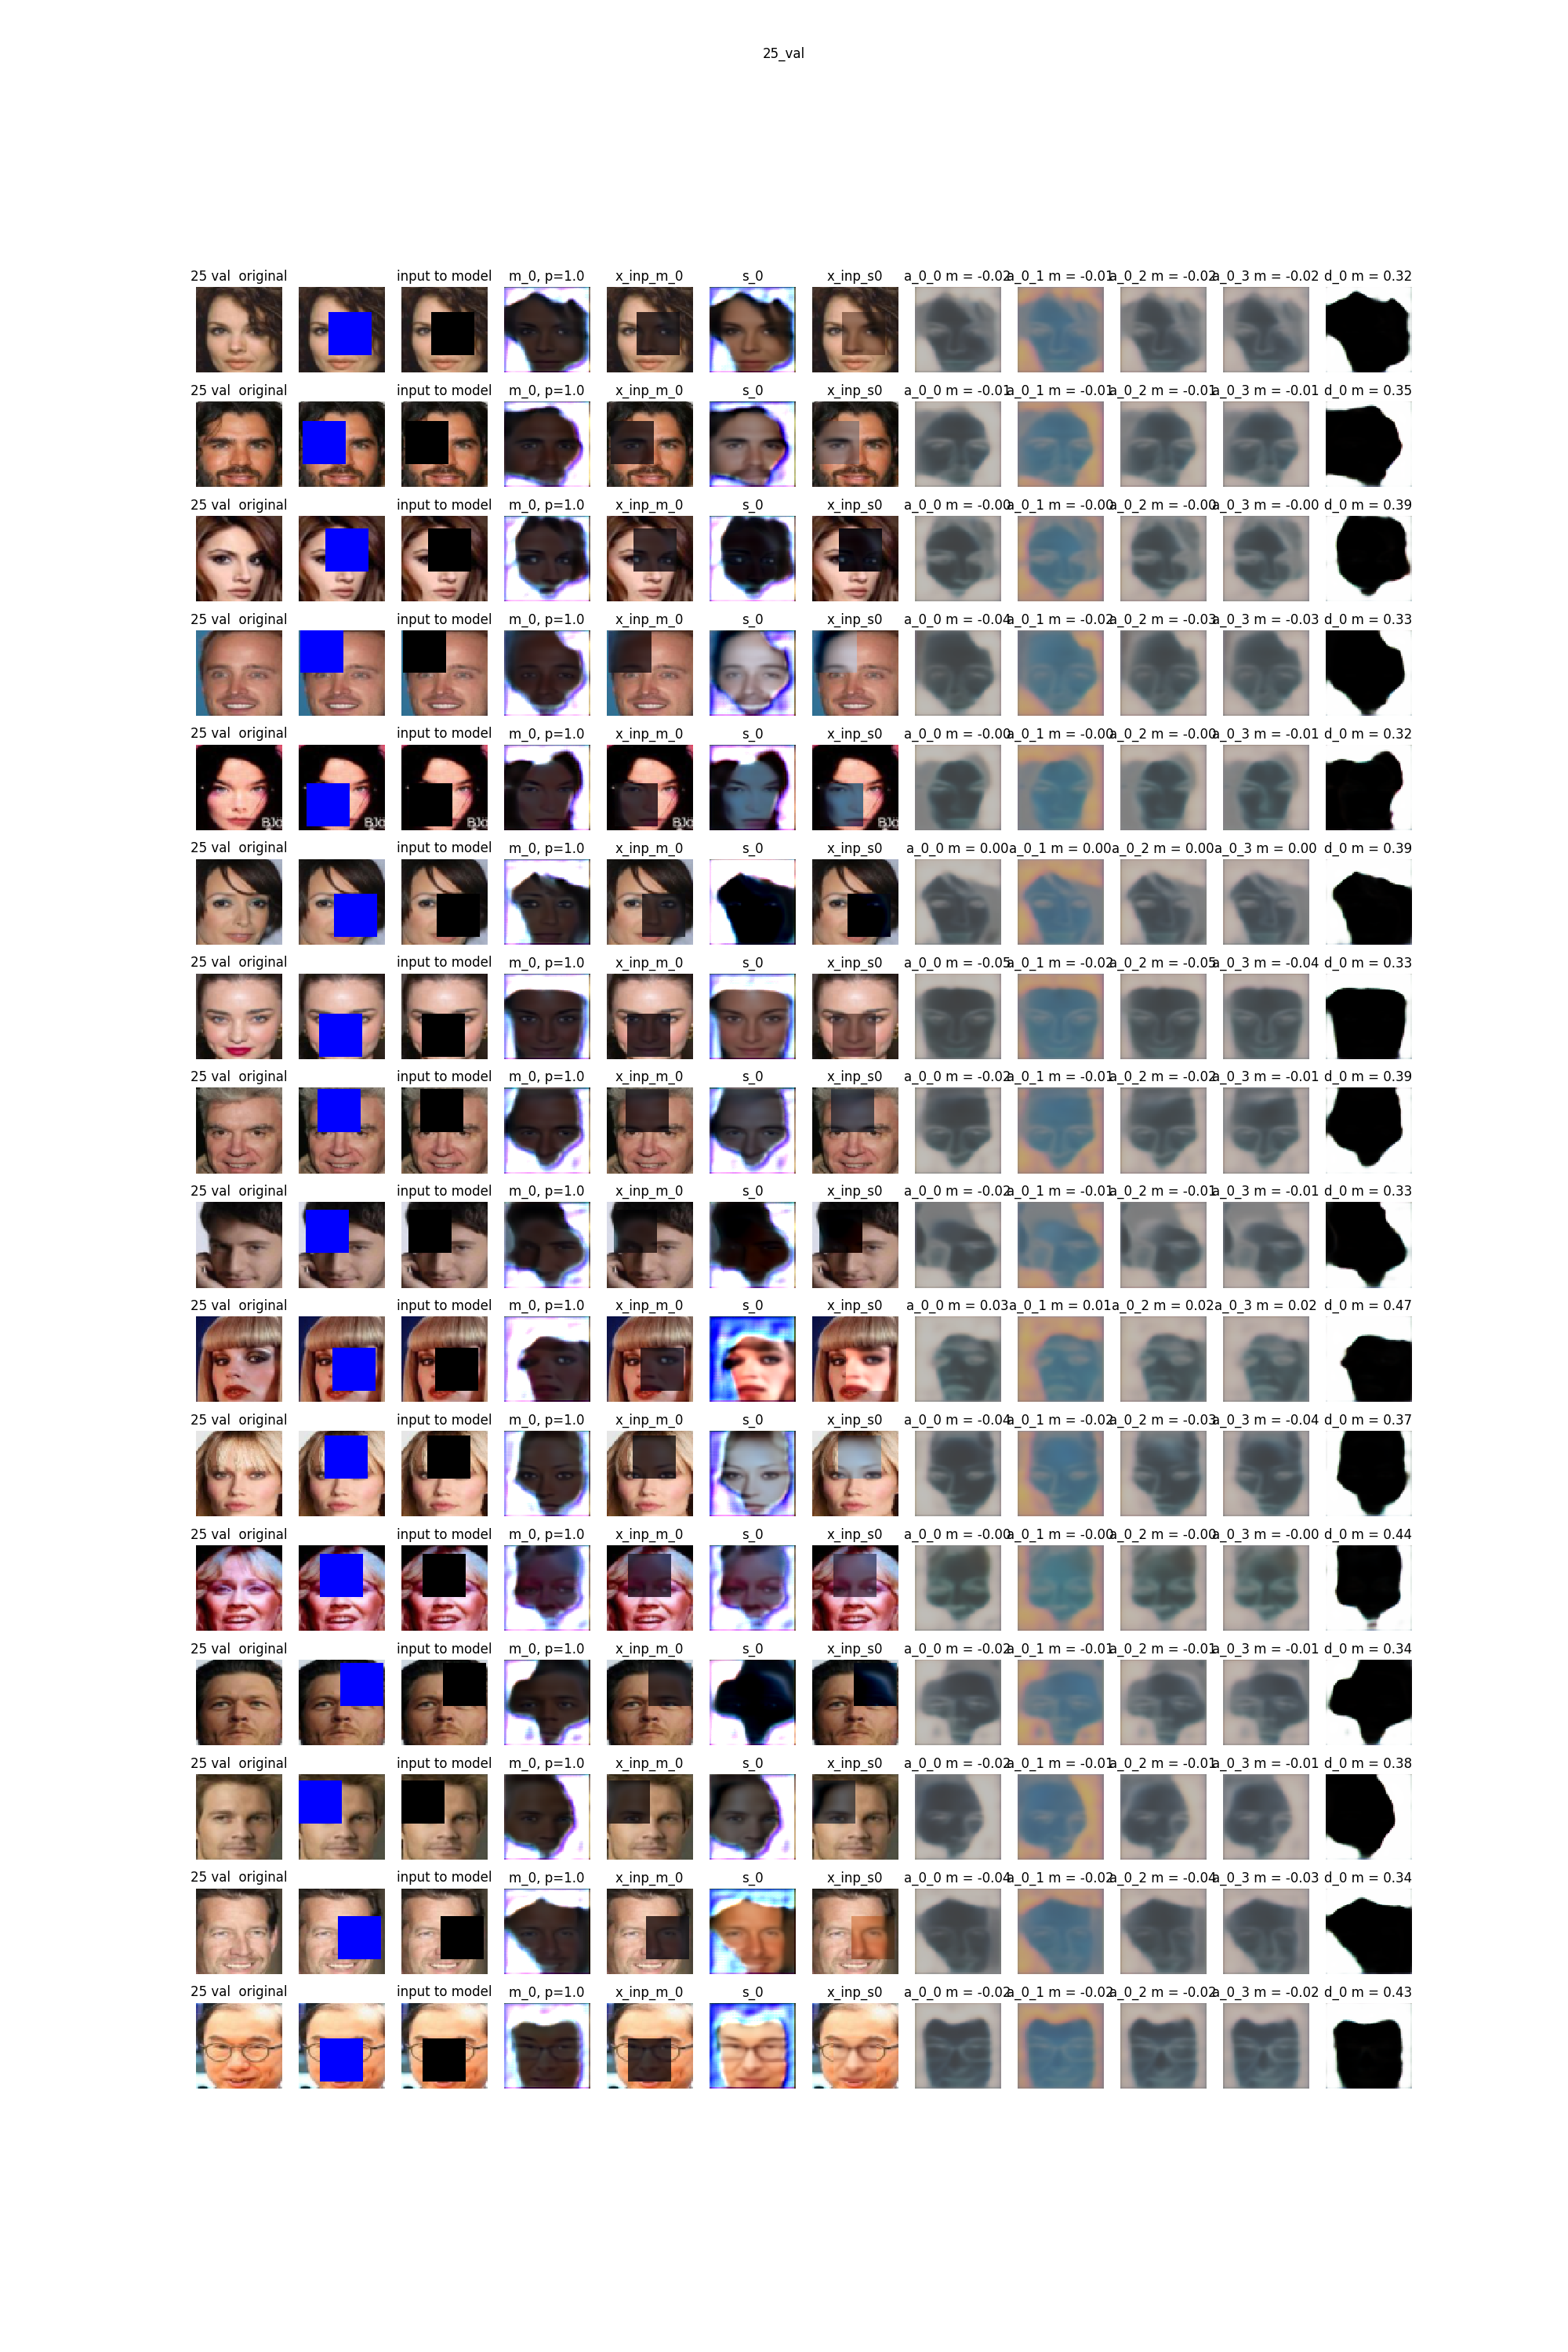 25_val
25 val original input to model m_0, p=1.0 x_inp_m_0 s_0 x_inp_s0 a_0_0 m = -0.02 a_0_1 m = -0.01 a_0_2 m = -0.02 a_0_3 m = -0.02 d_0 m = 0.32
25 val original input to model m_0, p=1.0 x_inp_m_0 s_0 x_inp_s0 a_0_0 m = -0.01 a_0_1 m = -0.01 a_0_2 m = -0.01 a_0_3 m = -0.01 d_0 m = 0.35
25 val original input to model m_0, p=1.0 x_inp_m_0 s_0 x_inp_s0 a_0_0 m = -0.00 a_0_1 m = -0.00 a_0_2 m = -0.00 a_0_3 m = -0.00 d_0 m = 0.39
25 val original input to model m_0, p=1.0 x_inp_m_0 s_0 x_inp_s0 a_0_0 m = -0.04 a_0_1 m = -0.02 a_0_2 m = -0.03 a_0_3 m = -0.03 d_0 m = 0.33
25 val original input to model m_0, p=1.0 x_inp_m_0 s_0 x_inp_s0 a_0_0 m = -0.00 a_0_1 m = -0.00 a_0_2 m = -0.00 a_0_3 m = -0.01 d_0 m = 0.32
25 val original input to model m_0, p=1.0 x_inp_m_0 s_0 x_inp_s0 a_0_0 m = 0.00 a_0_1 m = 0.00 a_0_2 m = 0.00 a_0_3 m = 0.00 d_0 m = 0.39
25 val original input to model m_0, p=1.0 x_inp_m_0 s_0 x_inp_s0 a_0_0 m = -0.05 a_0_1 m = -0.02 a_0_2 m = -0.05 a_0_3 m = -0.04 d_0 m = 0.33
25 val original input to model m_0, p=1.0 x_inp_m_0 s_0 x_inp_s0 a_0_0 m = -0.02 a_0_1 m = -0.01 a_0_2 m = -0.02 a_0_3 m = -0.01 d_0 m = 0.39
25 val original input to model m_0, p=1.0 x_inp_m_0 s_0 x_inp_s0 a_0_0 m = -0.02 a_0_1 m = -0.01 a_0_2 m = -0.01 a_0_3 m = -0.01 d_0 m = 0.33
25 val original input to model m_0, p=1.0 x_inp_m_0 s_0 x_inp_s0 a_0_0 m = 0.03 a_0_1 m = 0.01 a_0_2 m = 0.02 a_0_3 m = 0.02 d_0 m = 0.47
25 val original input to model m_0, p=1.0 x_inp_m_0 s_0 x_inp_s0 a_0_0 m = -0.04 a_0_1 m = -0.02 a_0_2 m = -0.03 a_0_3 m = -0.04 d_0 m = 0.37
25 val original input to model m_0, p=1.0 x_inp_m_0 s_0 x_inp_s0 a_0_0 m = -0.00 a_0_1 m = -0.00 a_0_2 m = -0.00 a_0_3 m = -0.00 d_0 m = 0.44
25 val original input to model m_0, p=1.0 x_inp_m_0 s_0 x_inp_s0 a_0_0 m = -0.02 a_0_1 m = -0.01 a_0_2 m = -0.01 a_0_3 m = -0.01 d_0 m = 0.34
25 val original input to model m_0, p=1.0 x_inp_m_0 s_0 x_inp_s0 a_0_0 m = -0.02 a_0_1 m = -0.01 a_0_2 m = -0.01 a_0_3 m = -0.01 d_0 m = 0.38
25 val original input to model m_0, p=1.0 x_inp_m_0 s_0 x_inp_s0 a_0_0 m = -0.04 a_0_1 m = -0.02 a_0_2 m = -0.04 a_0_3 m = -0.03 d_0 m = 0.34
25 val original input to model m_0, p=1.0 x_inp_m_0 s_0 x_inp_s0 a_0_0 m = -0.02 a_0_1 m = -0.02 a_0_2 m = -0.02 a_0_3 m = -0.02 d_0 m = 0.43